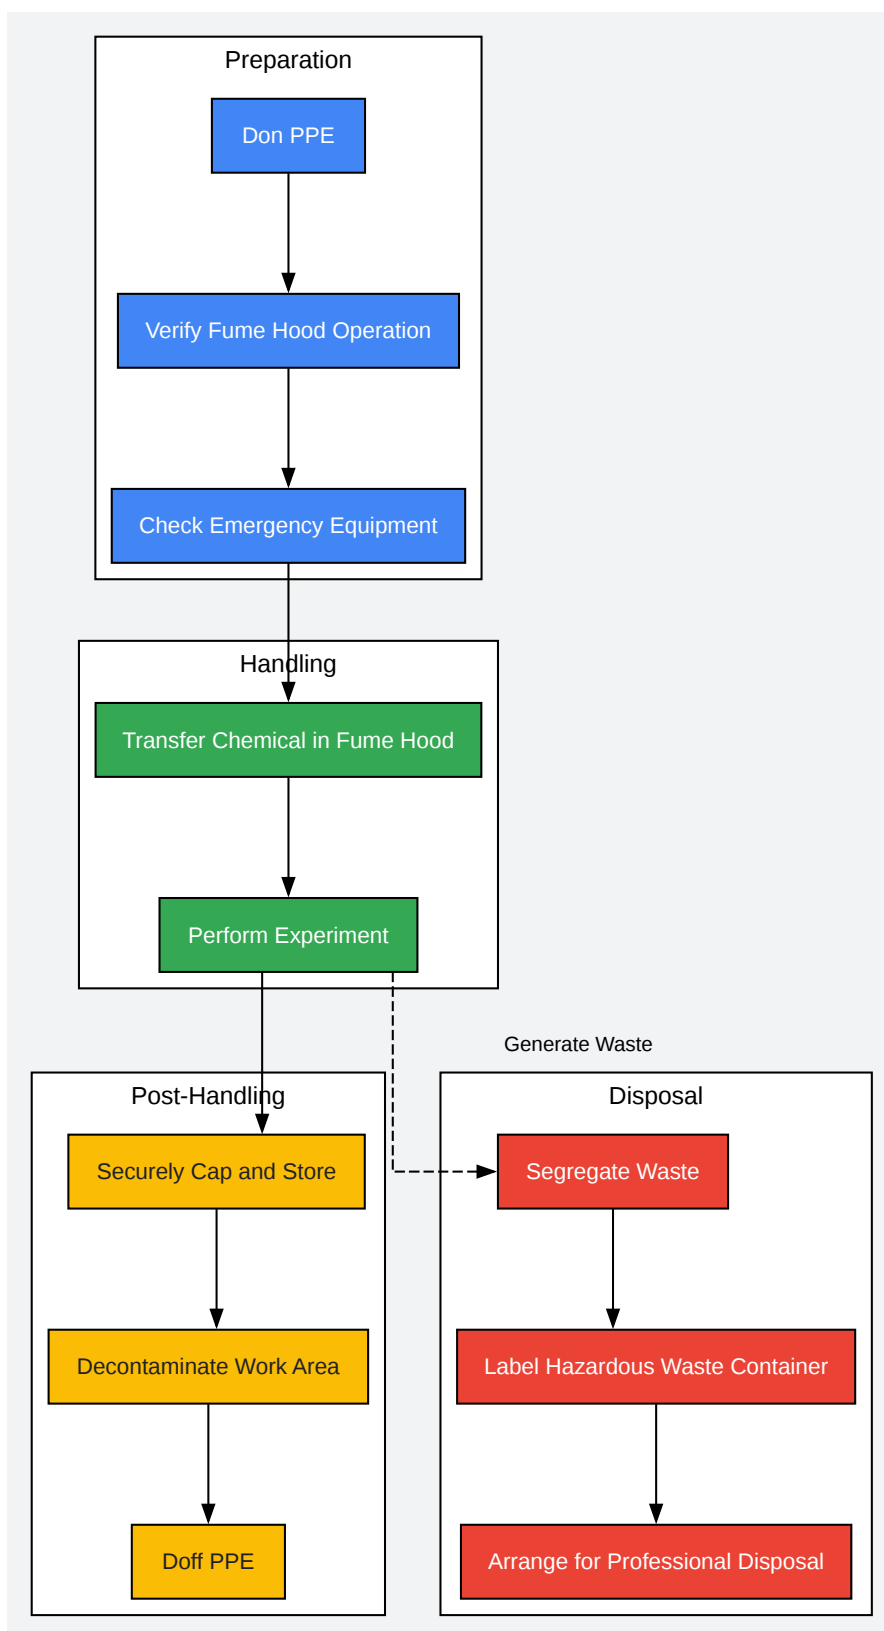 Preparation
Don PPE
Verify Fume Hood Operation
Check Emergency Equipment
Handling
Transfer Chemical in Fume Hood
Perform Experiment
Generate Waste
Post-Handling
Securely Cap and Store
Decontaminate Work Area
Doff PPE
Disposal
Segregate Waste
Label Hazardous Waste Container
Arrange for Professional Disposal